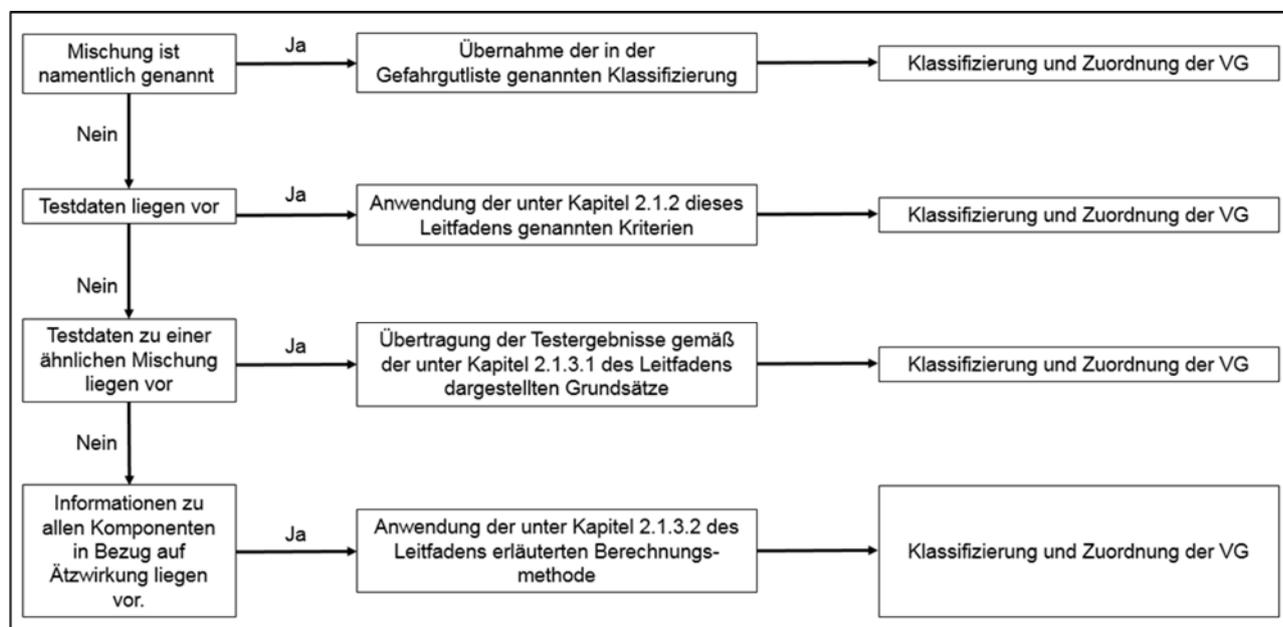 Mischung ist
namentlich genannt
Ja
Übernahme der in der
Gefahrgutliste genannten Klassifizierung
Klassifizierung und Zuordnung der VG
Nein
Testdaten liegen vor
Ja
Anwendung der unter Kapitel 2.1.2 dieses
Leitfadens genannten Kriterien
Klassifizierung und Zuordnung der VG
Nein
Testdaten zu einer
ähnlichen Mischung
liegen vor
Ja
Übertragung der Testergebnisse gemäß
der unter Kapitel 2.1.3.1 des Leitfadens
dargestellten Grundsätze
Klassifizierung und Zuordnung der VG
Nein
Informationen zu
allen Komponenten
in Bezug auf
Ätzwirkung liegen
vor.
Ja
Anwendung der unter Kapitel 2.1.3.2 des
Leitfadens erläuterten Berechnungs-
methode
Klassifizierung und Zuordnung der VG